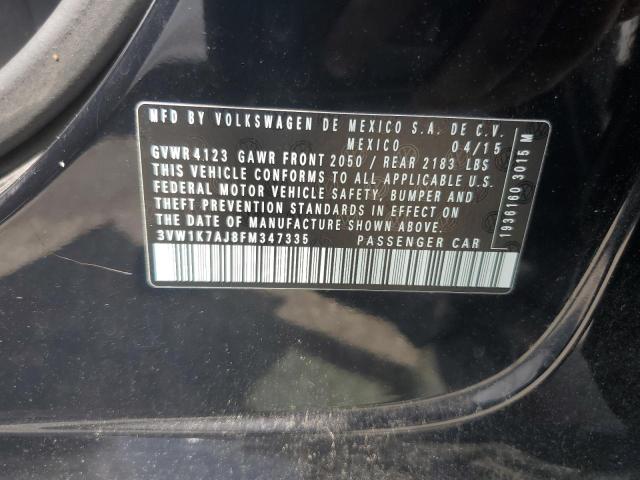 MFD BY VOLKSWAGEN DE MEXICO S.A. DE C.V.
MEXICO 04/15
GVWR 4123 GAWR FRONT 2050 / REAR 2183 LBS
THIS VEHICLE CONFORMS TO ALL APPLICABLE U.S.
FEDERAL MOTOR VEHICLE SAFETY, BUMPER AND
THEFT PREVENTION STANDARDS IN EFFECT ON
THE DATE OF MANUFACTURE SHOWN ABOVE.
3VW1K7AJ8FM347335 PASSENGER CAR
1936160 3015 M